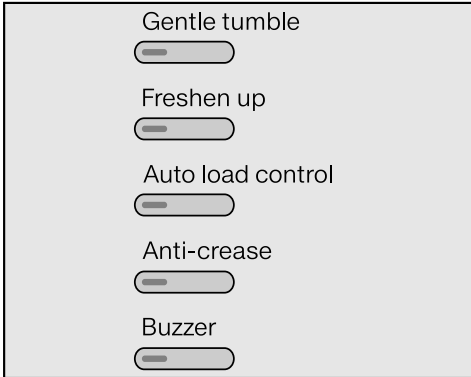 Gentle tumble
Freshen up
Auto load control
Anti-crease
Buzzer